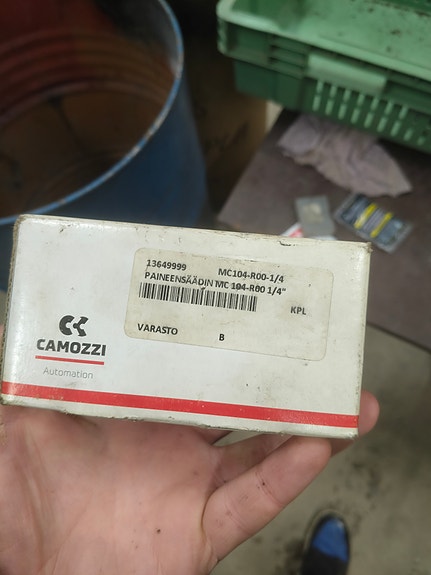 13649999 MC104-R00-1/4
PAINEENSÄÄDIN MC 104-R00 1/4"
KPL
VARASTO B
CAMOZZI
Automation